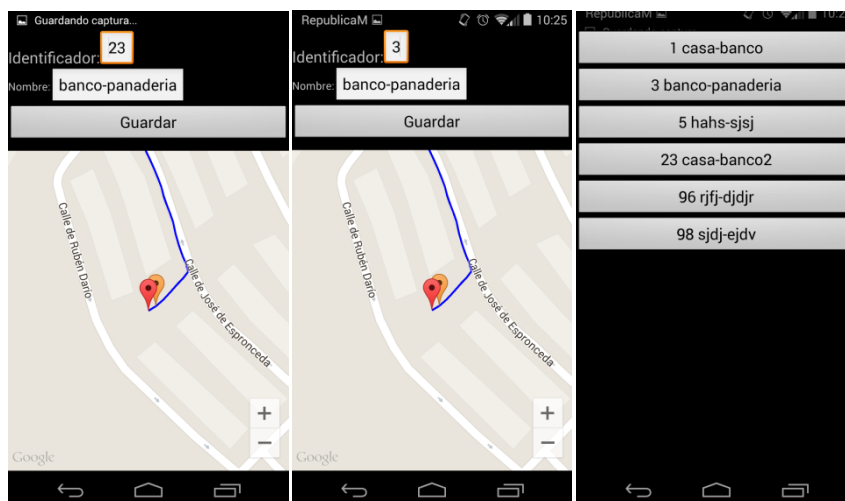 Guardando captura...
Identificador: 23
Nombre: banco-panaderia
Guardar
Calle de Rubén Darío
Calle de José de Espronceda
+
−
Google
RepublicaM 10:25
Identificador: 3
Nombre: banco-panaderia
Guardar
Calle de Rubén Darío
Calle de José de Espronceda
+
−
Google
RepublicaM
1 casa-banco
3 banco-panaderia
5 hahs-sjsj
23 casa-banco2
96 rjfj-djdjr
98 sjdj-ejdv